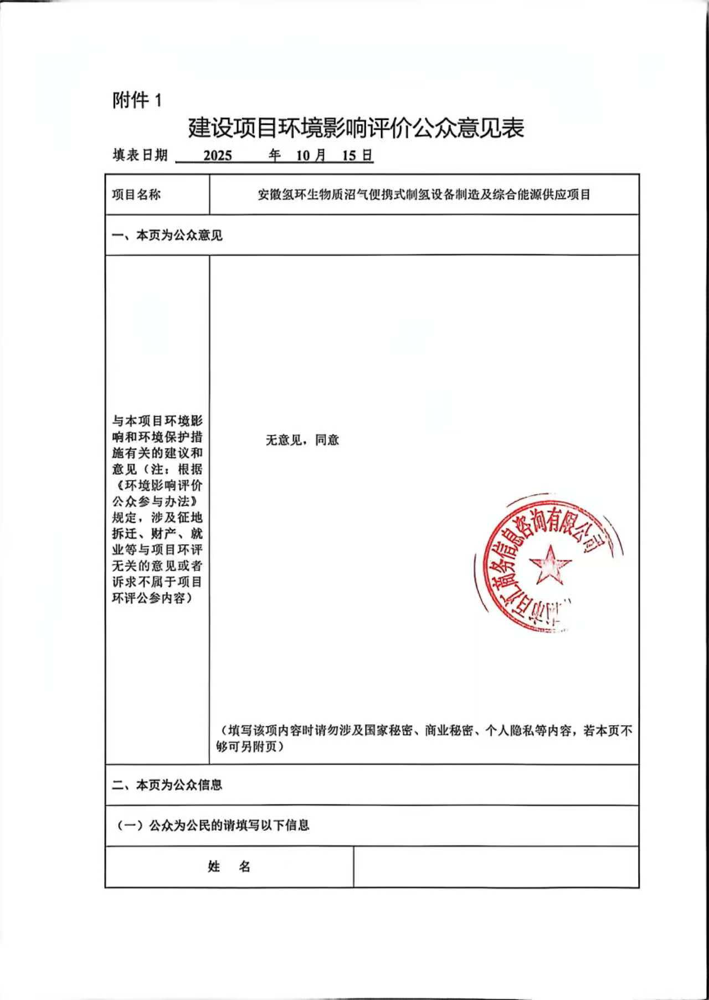 附件 1
建设项目环境影响评价公众意见表
填表日期 2025 年 10 月 15 日
项目名称
安徽氢环生物质沼气便携式制氢设备制造及综合能源供应项目
一、本页为公众意见
与本项目环境影
响和环境保护措
施有关的建议和
意见（注：根据
《环境影响评价
公众参与办法》
规定，涉及征地
拆迁、财产、就
业等与项目环评
无关的意见或者
诉求不属于项目
环评公参内容）
无意见，同意
市百汇商务信息咨询有限公司
（填写该项内容时请勿涉及国家秘密、商业秘密、个人隐私等内容，若本页不
够可另附页）
二、本页为公众信息
（一）公众为公民的请填写以下信息
姓 名